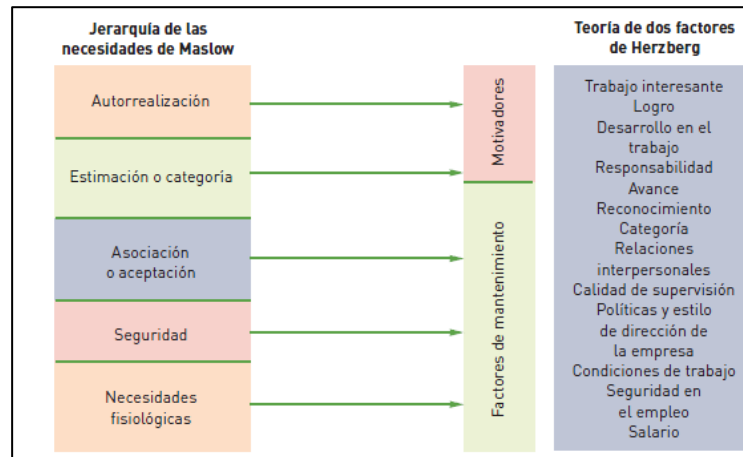 Jerarquía de las
necesidades de Maslow
Autorrealización
Estimación o categoría
Asociación
o aceptación
Seguridad
Necesidades
fisiológicas
Motivadores
Factores de mantenimiento
Teoría de dos factores
de Herzberg
Trabajo interesante
Logro
Desarrollo en el
trabajo
Responsabilidad
Avance
Reconocimiento
Categoría
Relaciones
interpersonales
Calidad de supervisión
Políticas y estilo
de dirección de
la empresa
Condiciones de trabajo
Seguridad en
el empleo
Salario